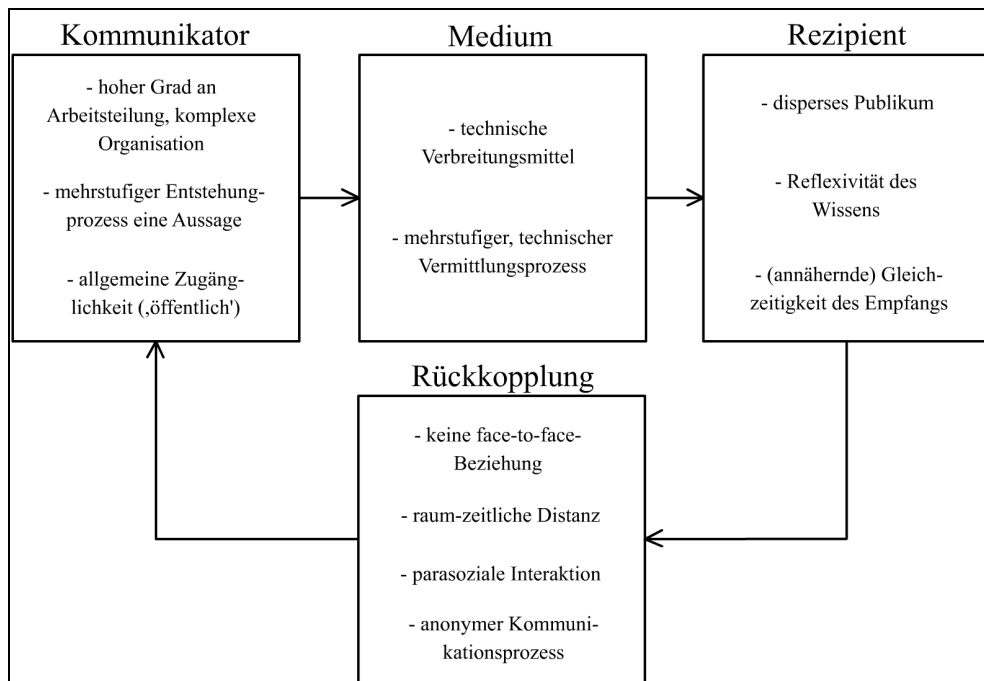 Kommunikator
- hoher Grad an
Arbeitsteilung, komplexe
Organisation
- mehrstufiger Entstehung-
prozess eine Aussage
- allgemeine Zugäng-
lichkeit (‚öffentlich')
Medium
- technische
Verbreitungsmittel
- mehrstufiger, technischer
Vermittlungsprozess
Rezipient
- disperses Publikum
- Reflexivität des
Wissens
- (annähernde) Gleich-
zeitigkeit des Empfangs
Rückkopplung
- keine face-to-face-
Beziehung
- raum-zeitliche Distanz
- parasoziale Interaktion
- anonymer Kommuni-
kationsprozess